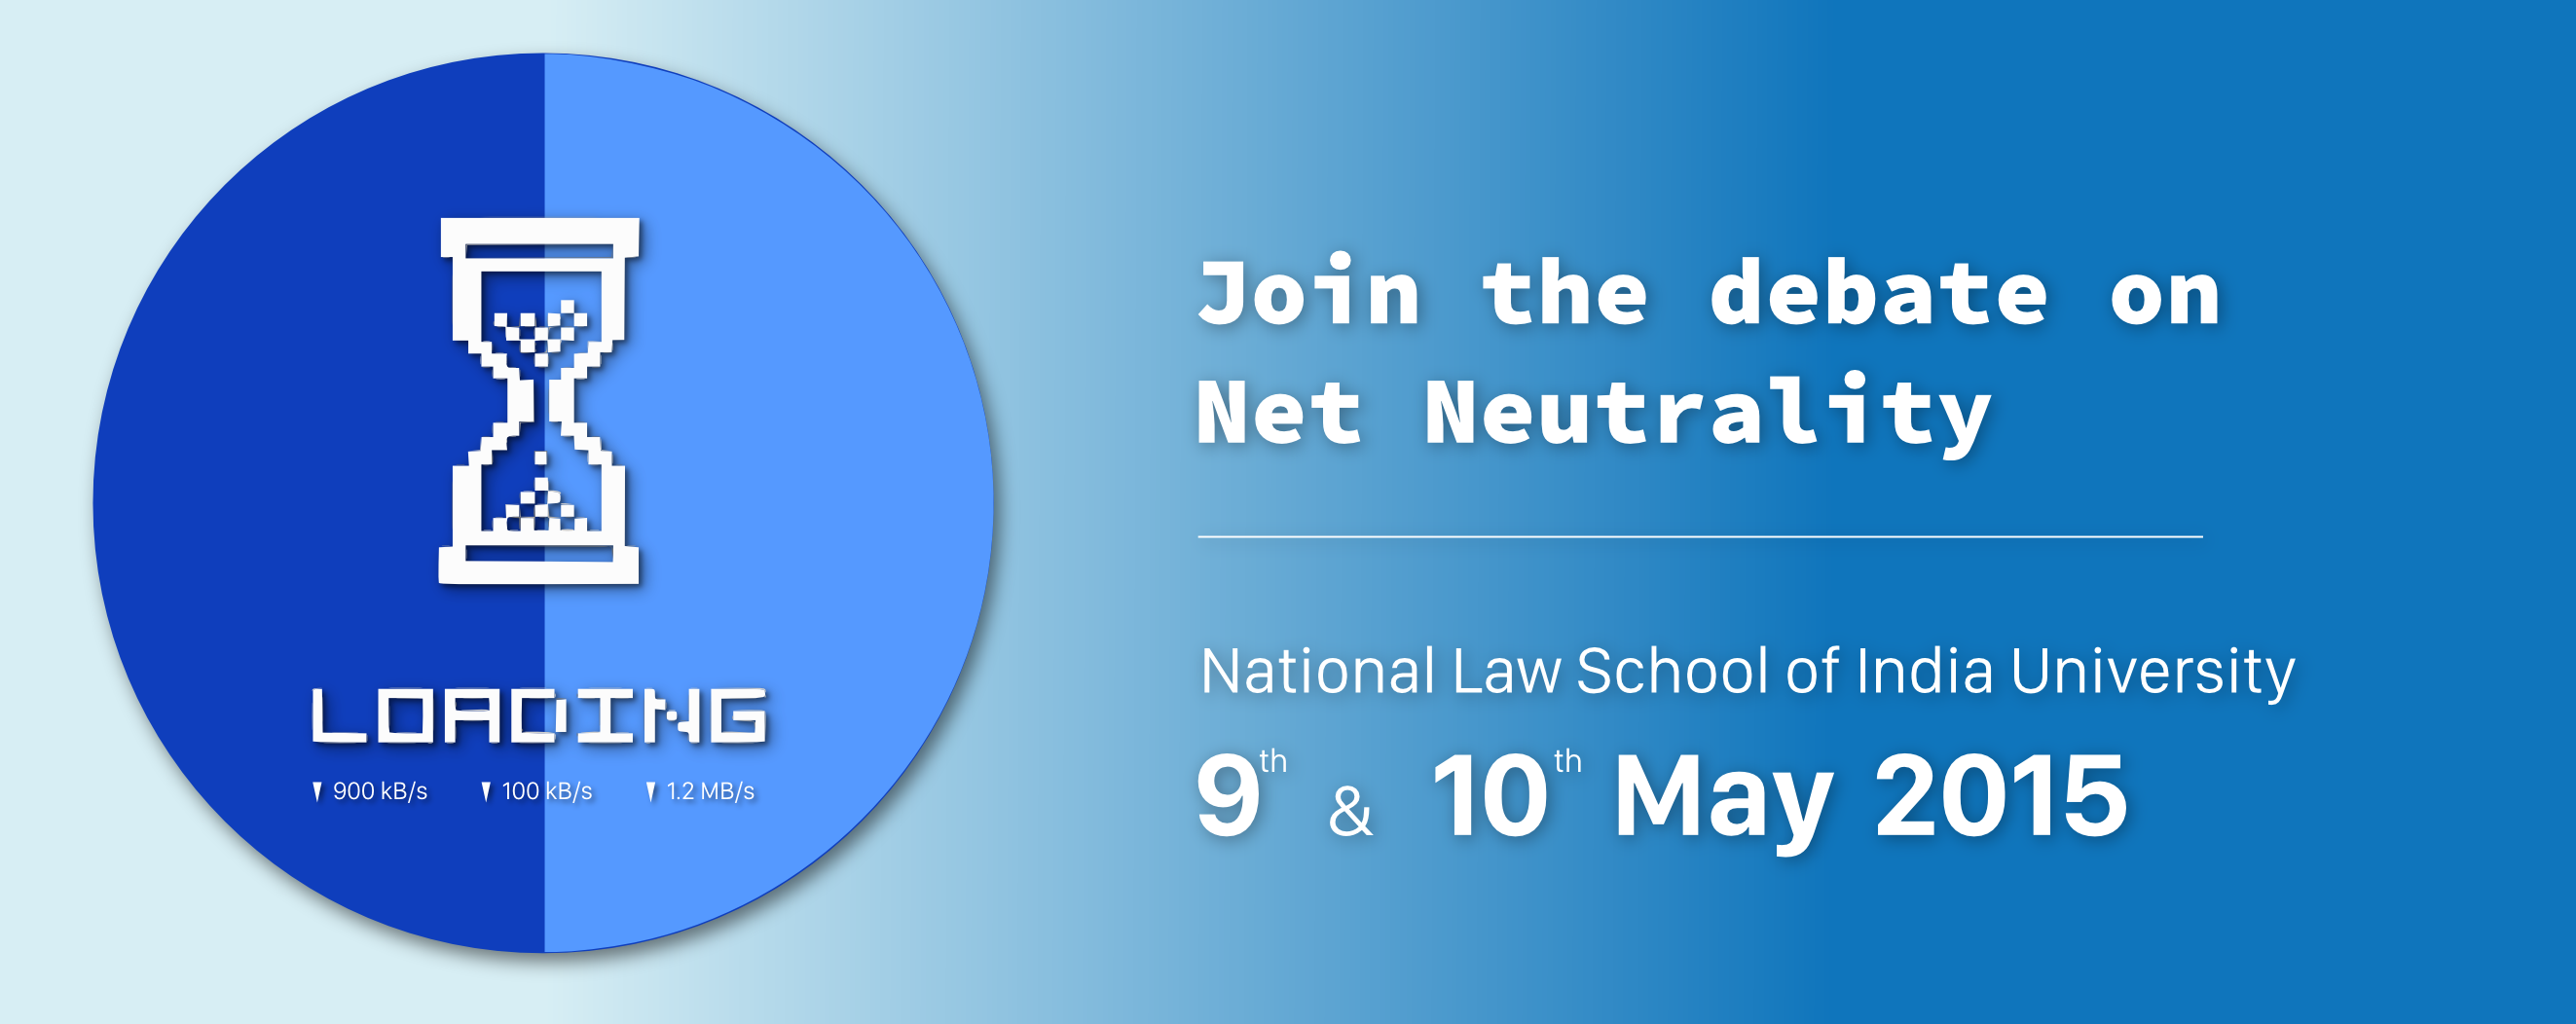 LOADING
900 kB/s 100 kB/s 1.2 MB/s
Join the debate on
Net Neutrality
National Law School of India University
9th & 10th May 2015